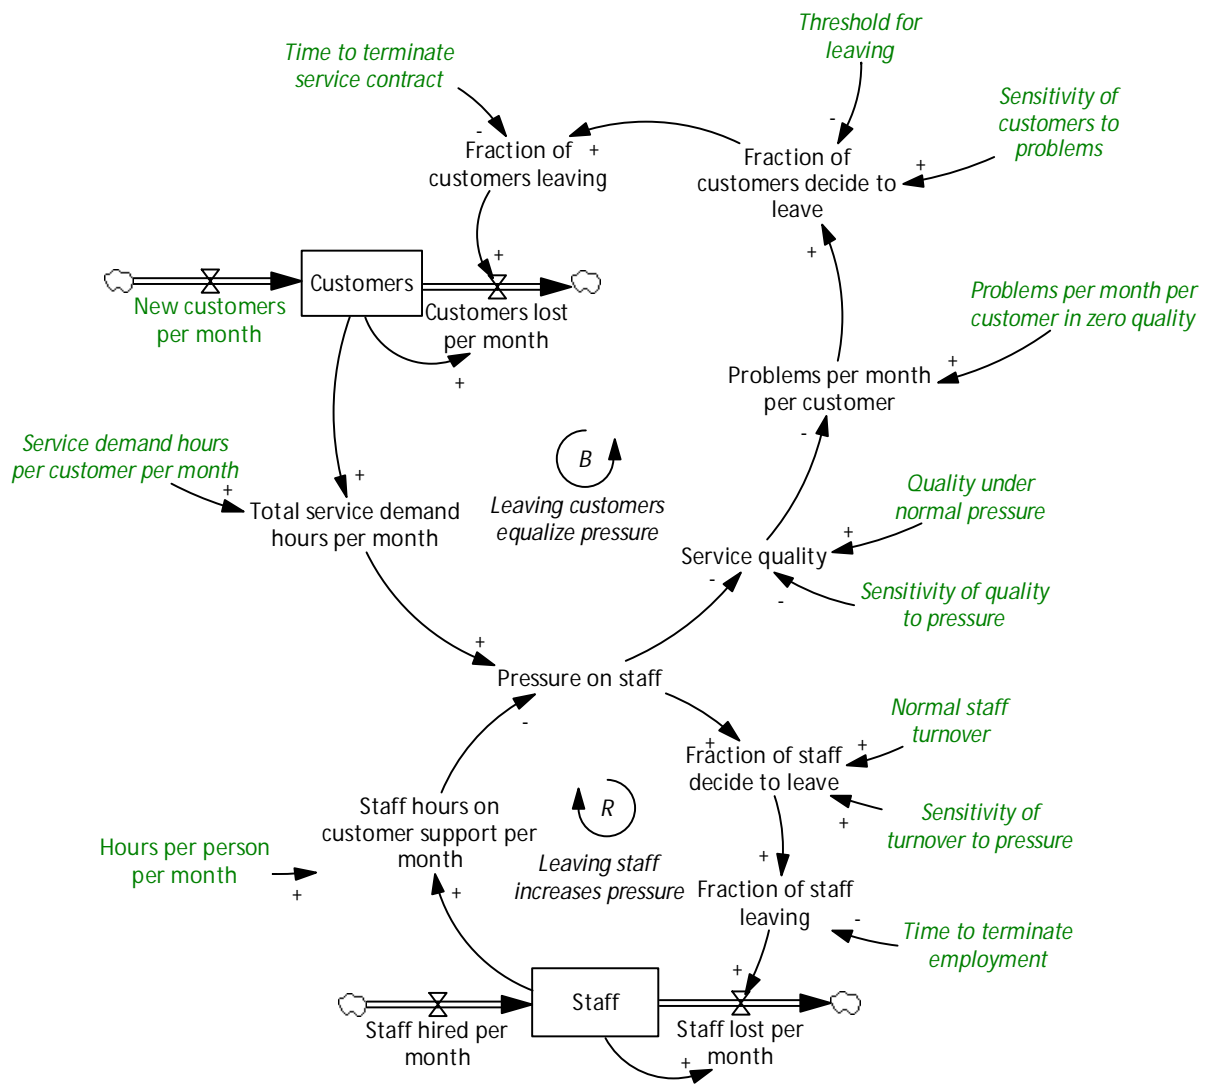 Threshold for
leaving
Time to terminate
service contract
Sensitivity of
customers to
problems
-
-
Fraction of
customers leaving
+
Fraction of
customers decide to
leave
+
+
+
Customers
New customers
per month
Customers lost
per month
+
Problems per month per
customer in zero quality
+
Problems per month
per customer
-
Service demand hours
per customer per month
+
+
Total service demand
hours per month
B
Leaving customers
equalize pressure
Quality under
normal pressure
+
Service quality
-
-
Sensitivity of quality
to pressure
+
Pressure on staff
-
Normal staff
turnover
+
+
Fraction of staff
decide to leave
+
Sensitivity of
turnover to pressure
Staff hours on
customer support per
month
R
Leaving staff
increases pressure
Hours per person
per month
+
+
+
Fraction of staff
leaving
-
Time to terminate
employment
+
Staff
Staff hired per
month
Staff lost per
month
+